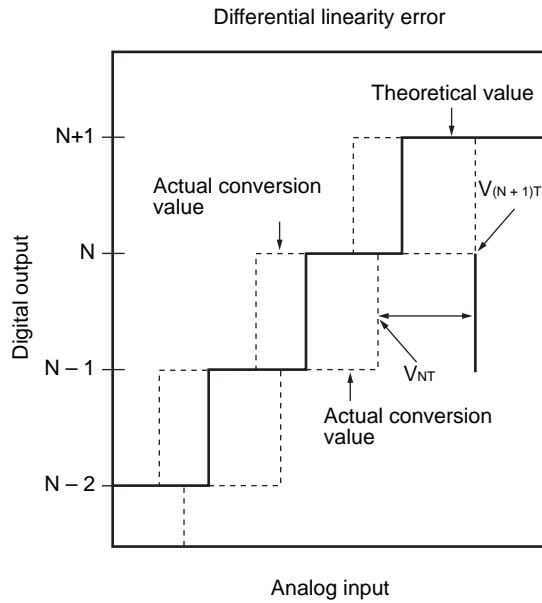 Differential linearity error
Theoretical value
N+1
Actual conversion
value
V(N + 1)T
N
Digital output
N – 1
VNT
Actual conversion
value
N – 2
Analog input